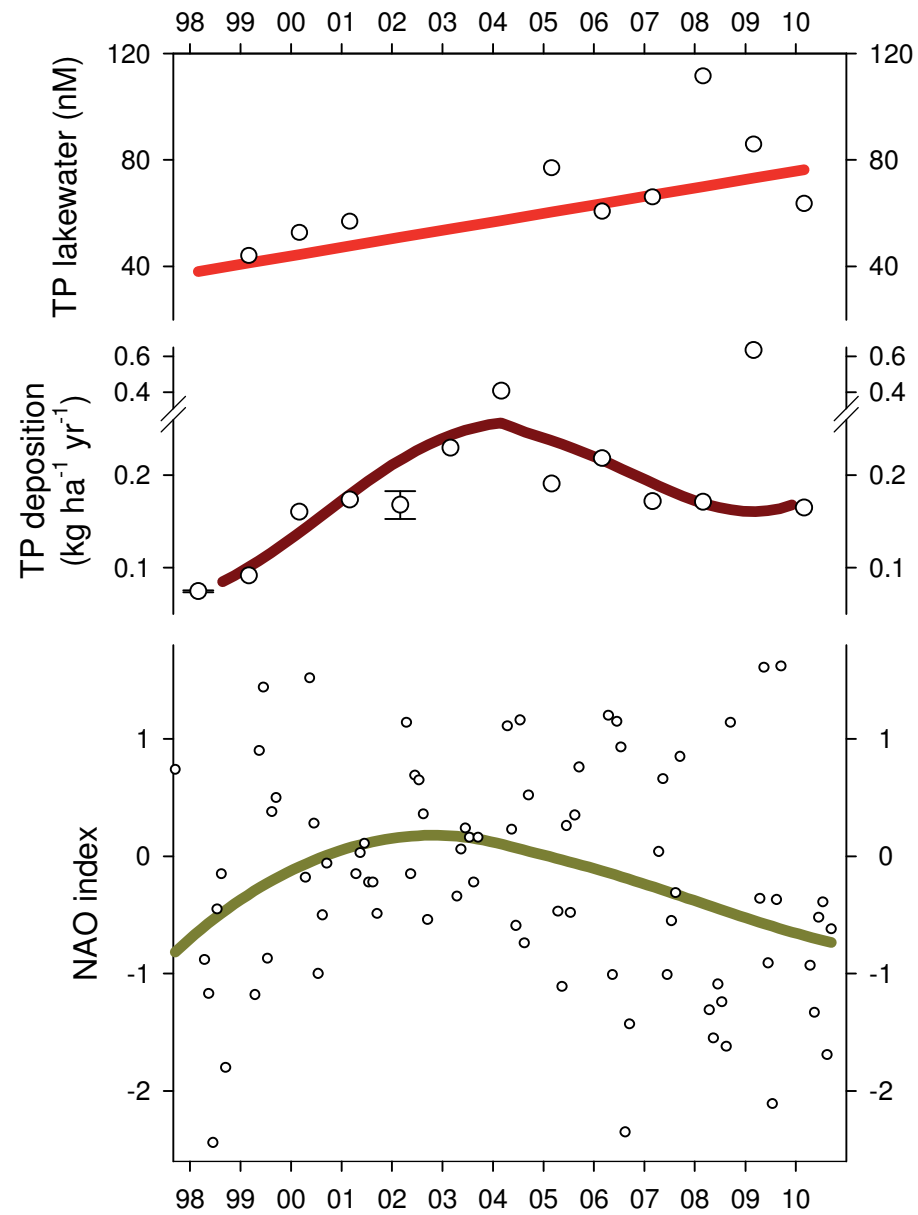 98 99 00 01 02 04 05 06 07 08 09 10
120 120
TP lakewater (nM)
80 80
40 40
0.6 0.6
0.4 0.4
TP deposition
(kg ha⁻¹ yr⁻¹)
0.2 0.2
0.1 0.1
1 1
NAO index
0 0
-1 -1
-2 -2
98 99 00 01 02 04 05 06 07 08 09 10